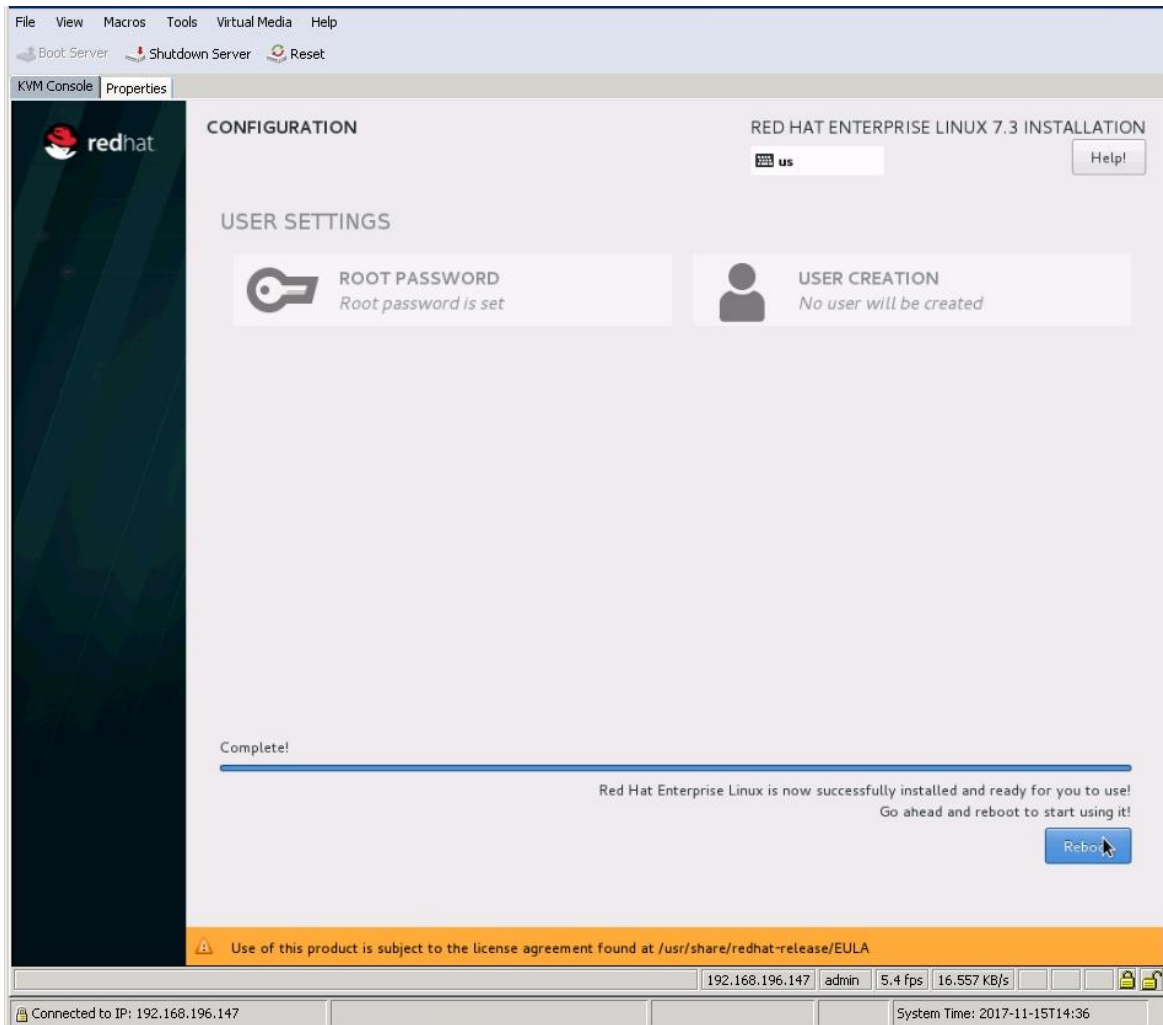 File View Macros Tools Virtual Media Help
Boot Server Shutdown Server Reset
KVM Console Properties
redhat
CONFIGURATION
RED HAT ENTERPRISE LINUX 7.3 INSTALLATION
us
Help!
USER SETTINGS
ROOT PASSWORD
Root password is set
USER CREATION
No user will be created
Complete!
Red Hat Enterprise Linux is now successfully installed and ready for you to use!
Go ahead and reboot to start using it!
Use of this product is subject to the license agreement found at /usr/share/redhat-release/EULA
192.168.196.147 admin 5.4 fps 16.557 KB/s
Connected to IP: 192.168.196.147 System Time: 2017-11-15T14:36